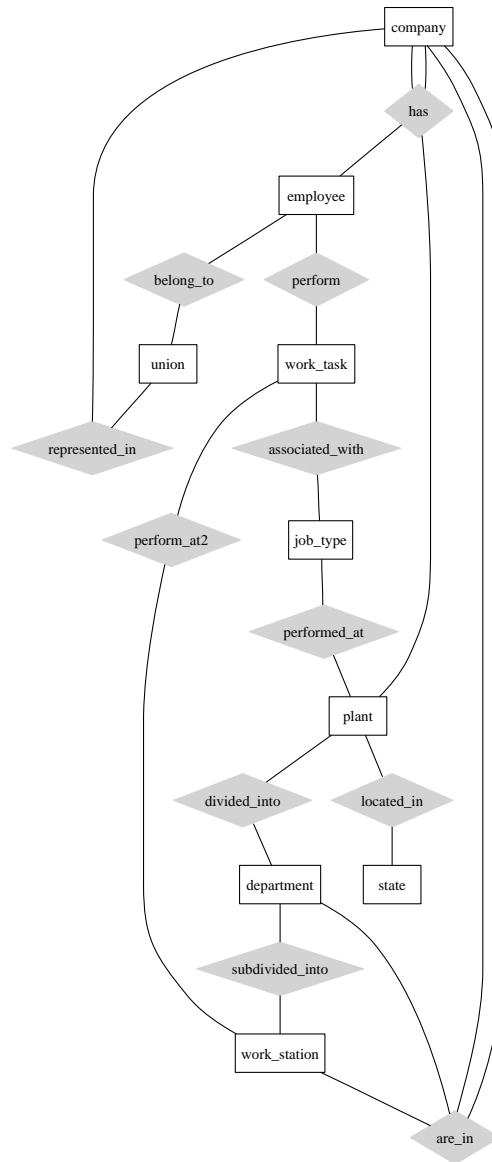 company
has
employee
belong_to
perform
union
work_task
represented_in
associated_with
perform_at2
job_type
performed_at
plant
divided_into
located_in
department
state
subdivided_into
work_station
are_in